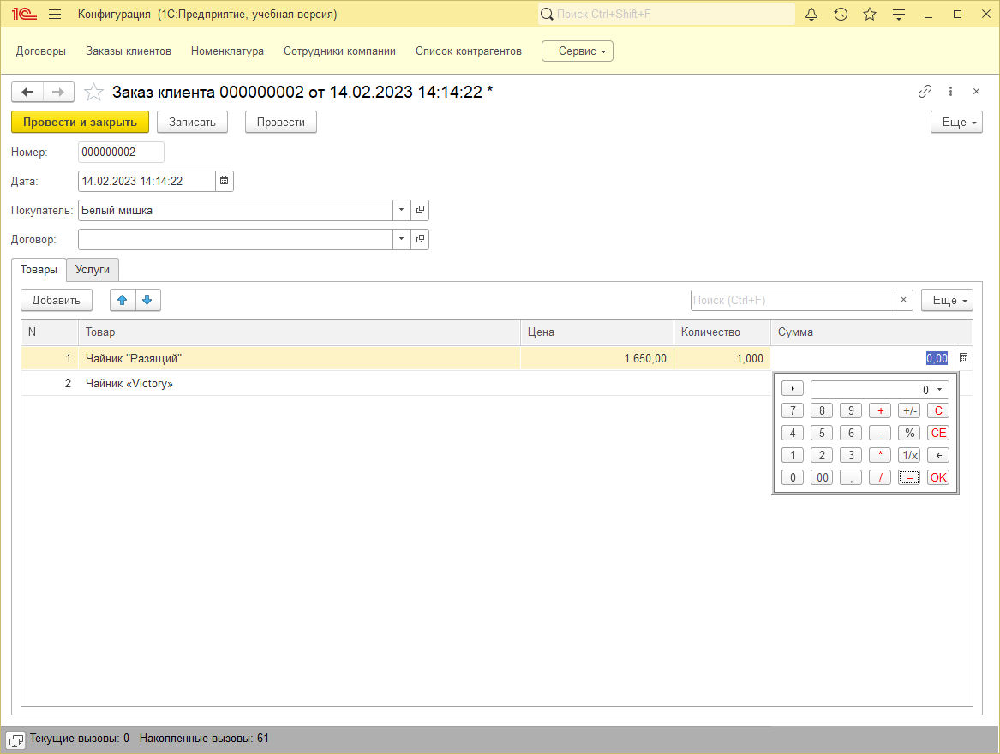 1С Конфигурация (1С:Предприятие, учебная версия) Поиск Ctrl+Shift+F
Договоры Заказы клиентов Номенклатура Сотрудники компании Список контрагентов Сервис
Заказ клиента 000000002 от 14.02.2023 14:14:22 *
Провести и закрыть Записать Провести Еще
Номер: 000000002
Дата: 14.02.2023 14:14:22
Покупатель: Белый мишка
Договор:
Товары Услуги
Добавить Поиск (Ctrl+F) × Еще
N Товар Цена Количество Сумма
1 Чайник "Разящий" 1 650,00 1,000 0,00
2 Чайник «Victory»
0
7 8 9 + +/- C
4 5 6 - % CE
1 2 3 * 1/x ←
0 00 , / = OK
Текущие вызовы: 0 Накопленные вызовы: 61